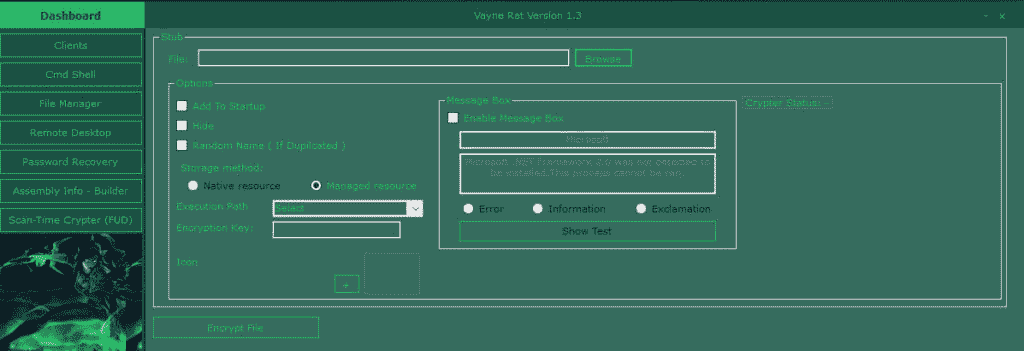 Dashboard
Vayne Rat Version 1.3
Clients
Cmd Shell
File Manager
Remote Desktop
Password Recovery
Assembly Info - Builder
Scan-Time Crypter (FUD)
Stub
File:
Browse
Options
Add To Startup
Hide
Random Name ( If Duplicated )
Storage method:
Native resource
Managed resource
Execution Path
Select
Encryption Key:
Icon
+
Message Box
Enable Message Box
Microsoft
Microsoft .NET Framework 2.0 was not
be installed.This program cannot be ran.
Error
Information
Exclamation
Show Test
Crypter Status: -
Encrypt File